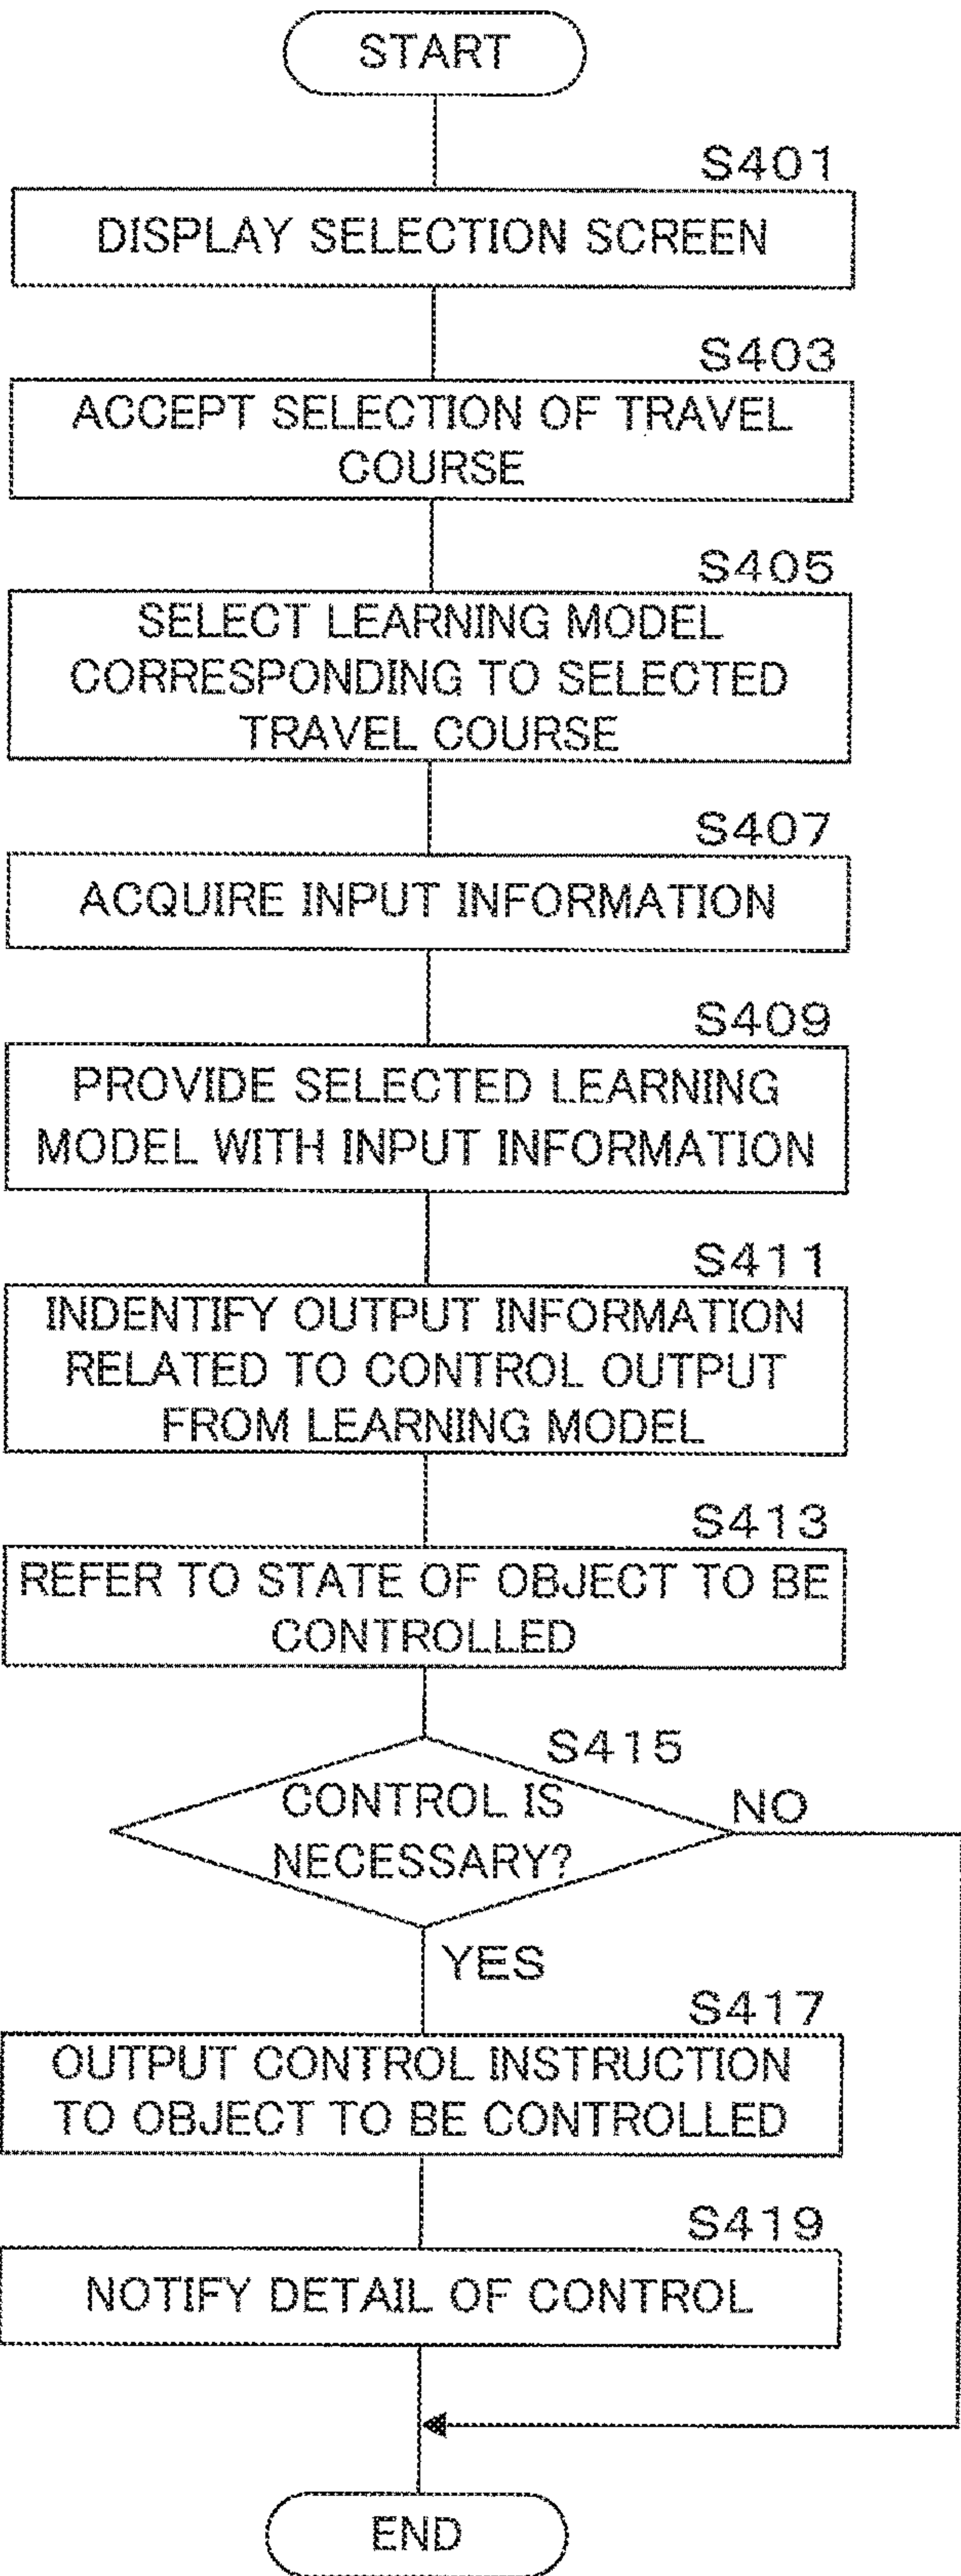 START
S401
DISPLAY SELECTION SCREEN
S403
ACCEPT SELECTION OF TRAVEL
COURSE
S405
SELECT LEARNING MODEL
CORRESPONDING TO SELECTED
TRAVEL COURSE
S407
ACQUIRE INPUT INFORMATION
S409
PROVIDE SELECTED LEARNING
MODEL WITH INPUT INFORMATION
S411
INDENTIFY OUTPUT INFORMATION
RELATED TO CONTROL OUTPUT
FROM LEARNING MODEL
S413
REFER TO STATE OF OBJECT TO BE
CONTROLLED
S415
CONTROL IS
NECESSARY?
NO
YES
S417
OUTPUT CONTROL INSTRUCTION
TO OBJECT TO BE CONTROLLED
S419
NOTIFY DETAIL OF CONTROL
END